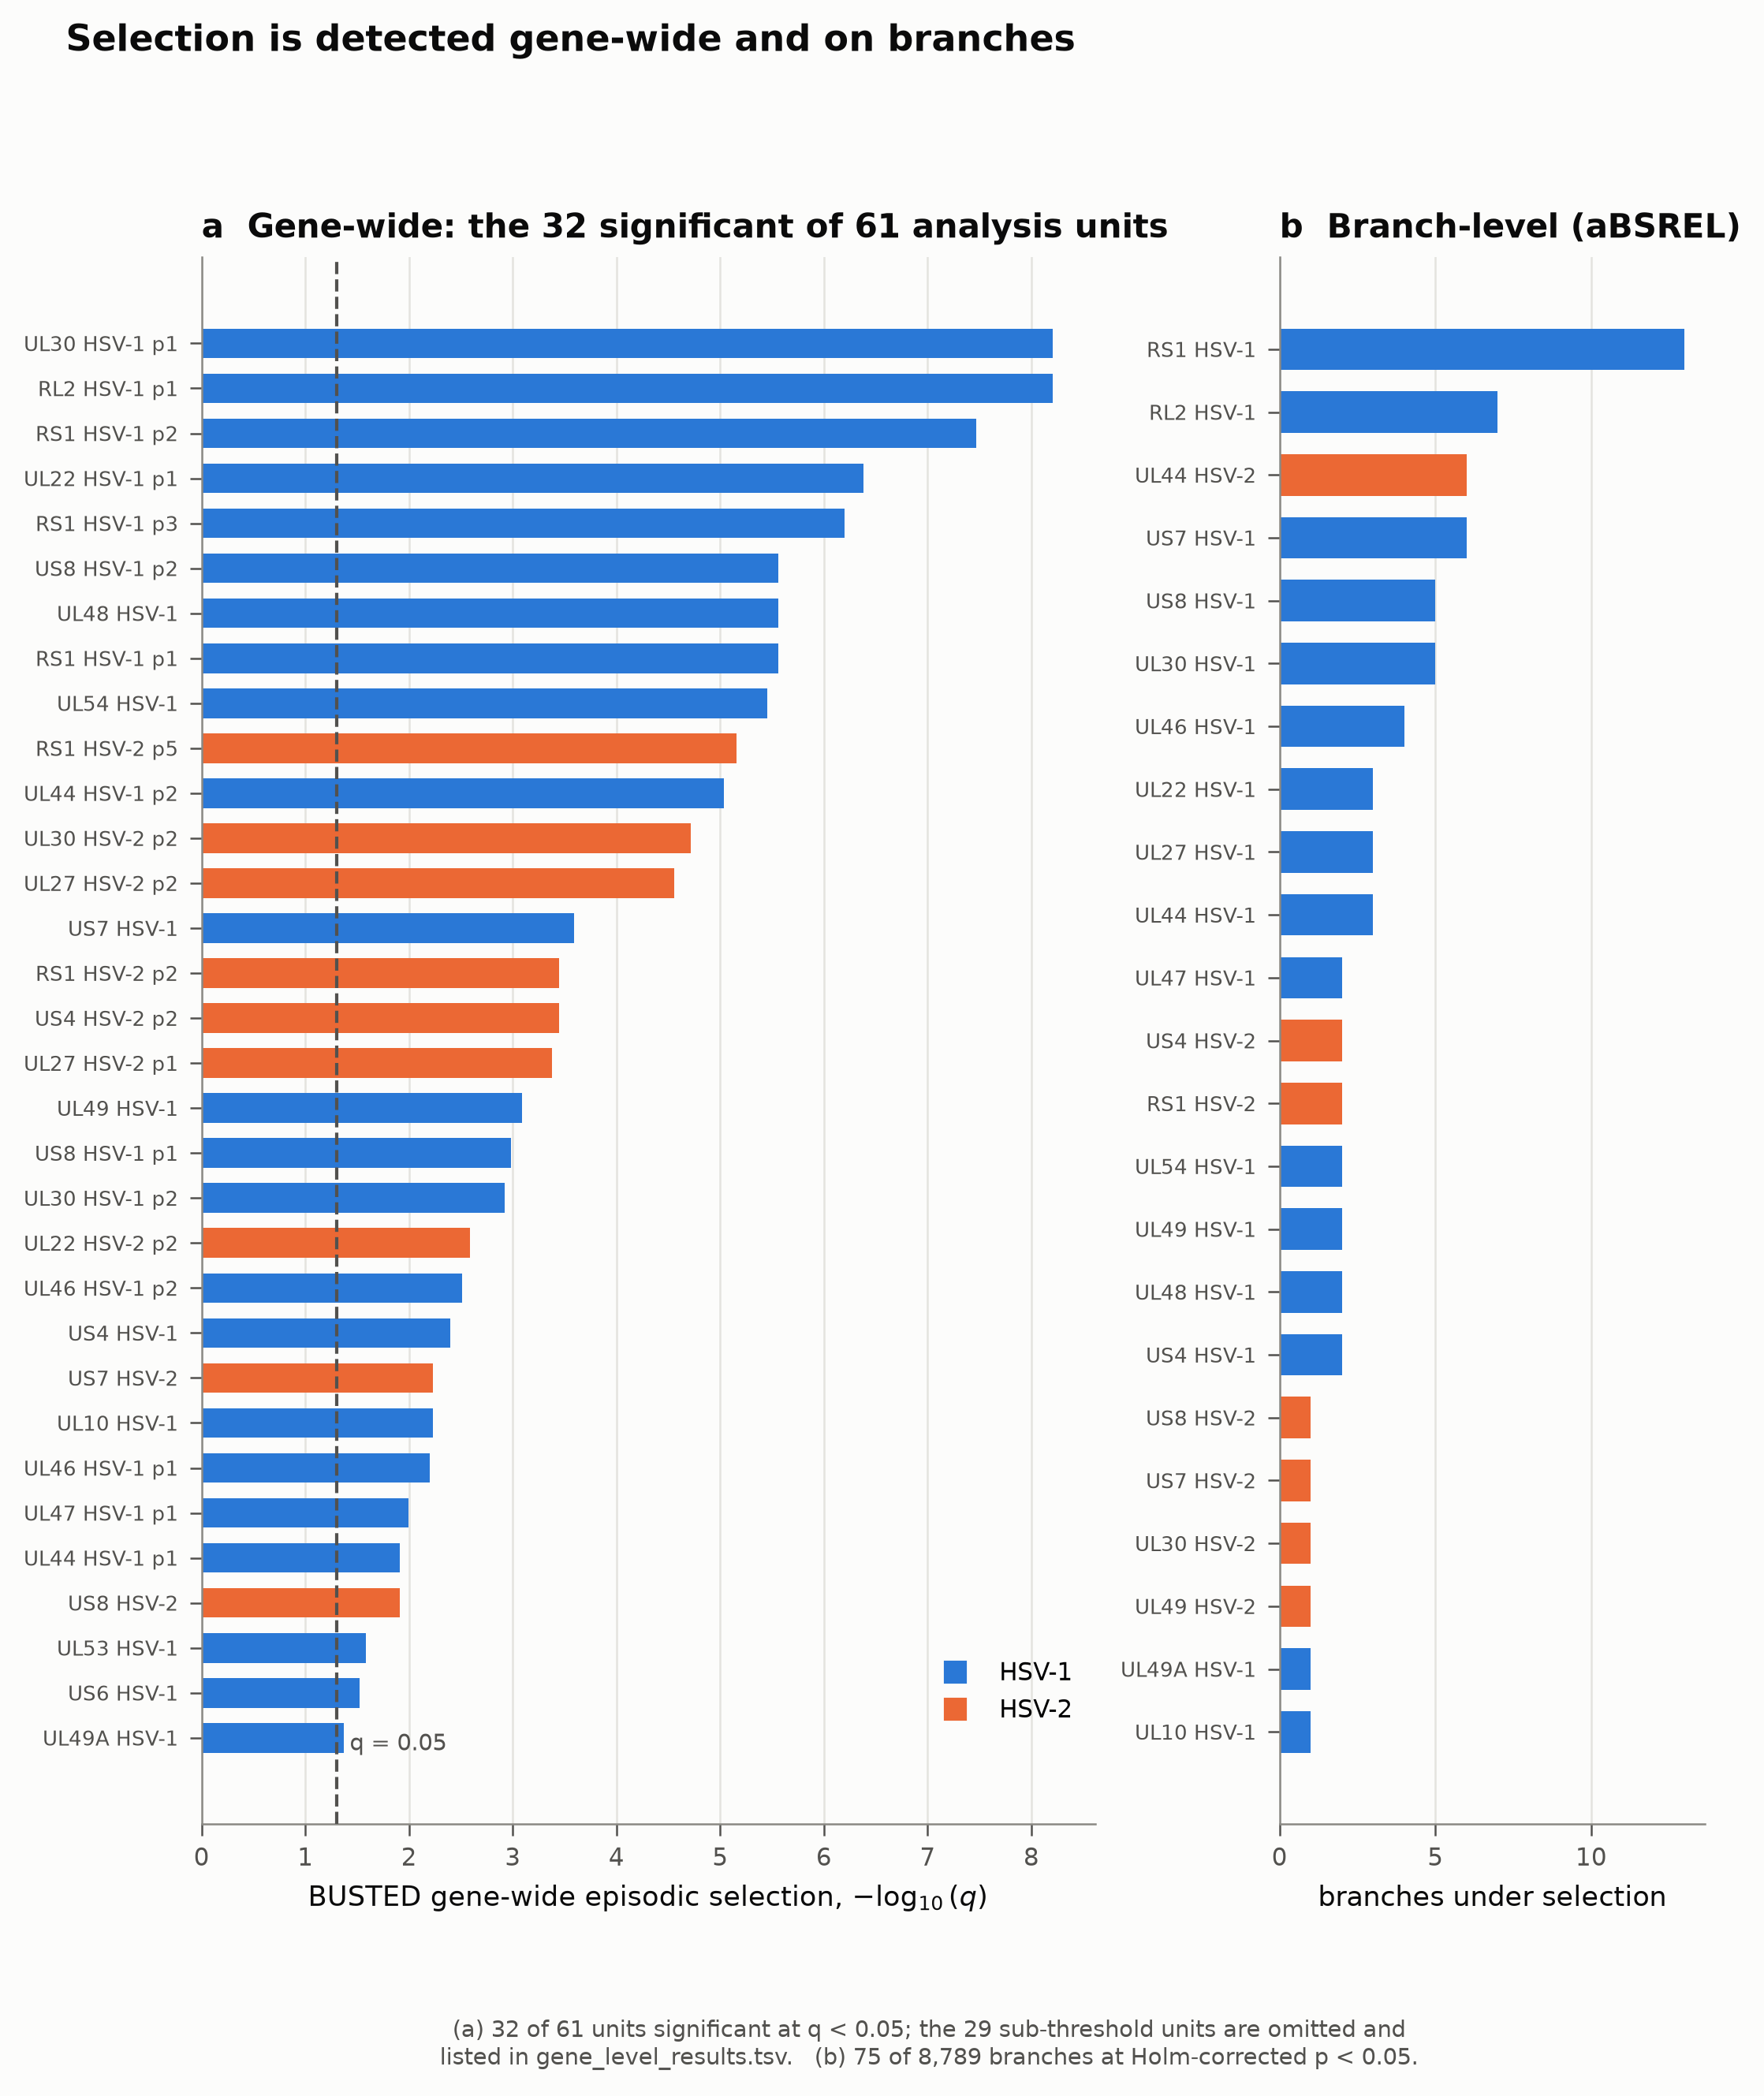 Selection is detected gene-wide and on branches
a Gene-wide: the 32 significant of 61 analysis units
UL30 HSV-1 p1
RL2 HSV-1 p1
RS1 HSV-1 p2
UL22 HSV-1 p1
RS1 HSV-1 p3
US8 HSV-1 p2
UL48 HSV-1
RS1 HSV-1 p1
UL54 HSV-1
RS1 HSV-2 p5
UL44 HSV-1 p2
UL30 HSV-2 p2
UL27 HSV-2 p2
US7 HSV-1
RS1 HSV-2 p2
US4 HSV-2 p2
UL27 HSV-2 p1
UL49 HSV-1
US8 HSV-1 p1
UL30 HSV-1 p2
UL22 HSV-2 p2
UL46 HSV-1 p2
US4 HSV-1
US7 HSV-2
UL10 HSV-1
UL46 HSV-1 p1
UL47 HSV-1 p1
UL44 HSV-1 p1
US8 HSV-2
UL53 HSV-1
US6 HSV-1
UL49A HSV-1
q = 0.05
HSV-1
HSV-2
0 1 2 3 4 5 6 7 8
BUSTED gene-wide episodic selection, −log₁₀ (q)
b Branch-level (aBSREL)
RS1 HSV-1
RL2 HSV-1
UL44 HSV-2
US7 HSV-1
US8 HSV-1
UL30 HSV-1
UL46 HSV-1
UL22 HSV-1
UL27 HSV-1
UL44 HSV-1
UL47 HSV-1
US4 HSV-2
RS1 HSV-2
UL54 HSV-1
UL49 HSV-1
UL48 HSV-1
US4 HSV-1
US8 HSV-2
US7 HSV-2
UL30 HSV-2
UL49 HSV-2
UL49A HSV-1
UL10 HSV-1
0 5 10
branches under selection
(a) 32 of 61 units significant at q < 0.05; the 29 sub-threshold units are omitted and
listed in gene_level_results.tsv. (b) 75 of 8,789 branches at Holm-corrected p < 0.05.